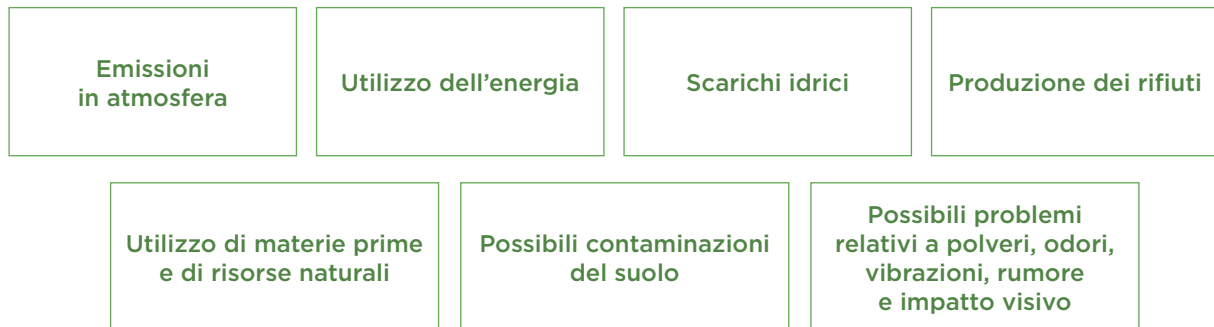 Emissioni
in atmosfera
Utilizzo dell’energia
Scarichi idrici
Produzione dei rifiuti
Utilizzo di materie prime
e di risorse naturali
Possibili contaminazioni
del suolo
Possibili problemi
relativi a polveri, odori,
vibrazioni, rumore
e impatto visivo